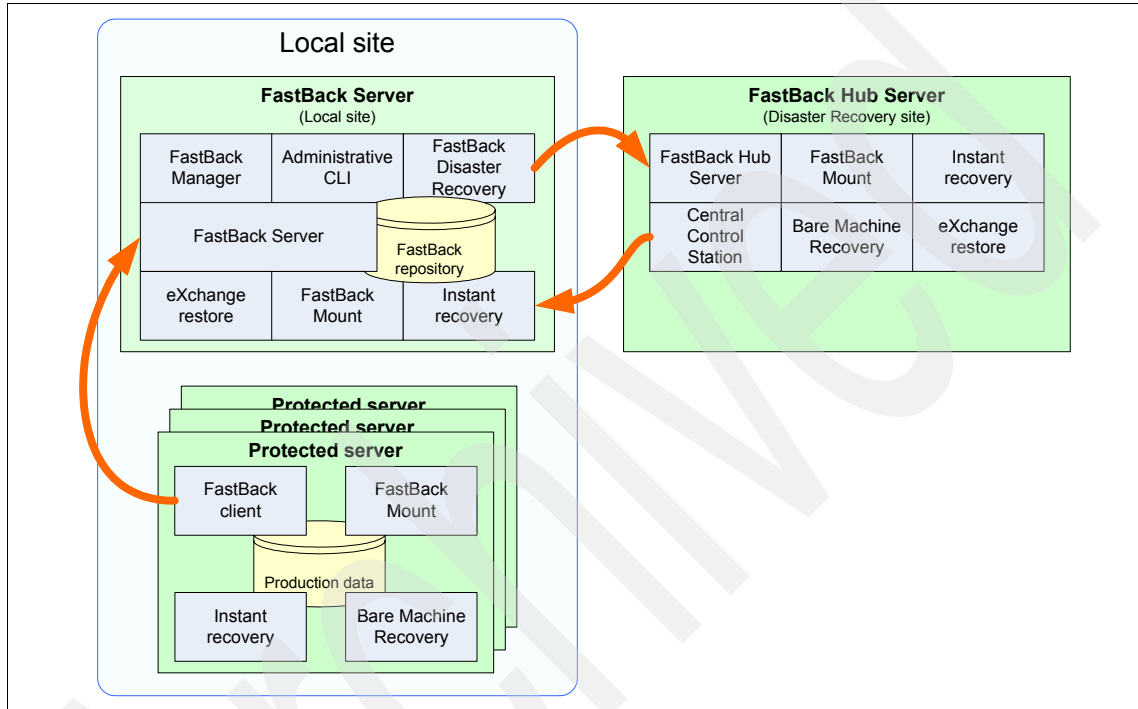 Local site
FastBack Server
(Local site)
FastBack
Manager
Administrative
CLI
FastBack
Disaster
Recovery
FastBack Server
FastBack
repository
eXchange
restore
FastBack
Mount
Instant
recovery
FastBack Hub Server
(Disaster Recovery site)
FastBack Hub
Server
FastBack
Mount
Instant
recovery
Central
Control
Station
Bare Machine
Recovery
eXchange
restore
Protected server
Protected server
Protected server
FastBack
client
FastBack
Mount
Production data
Instant
recovery
Bare Machine
Recovery